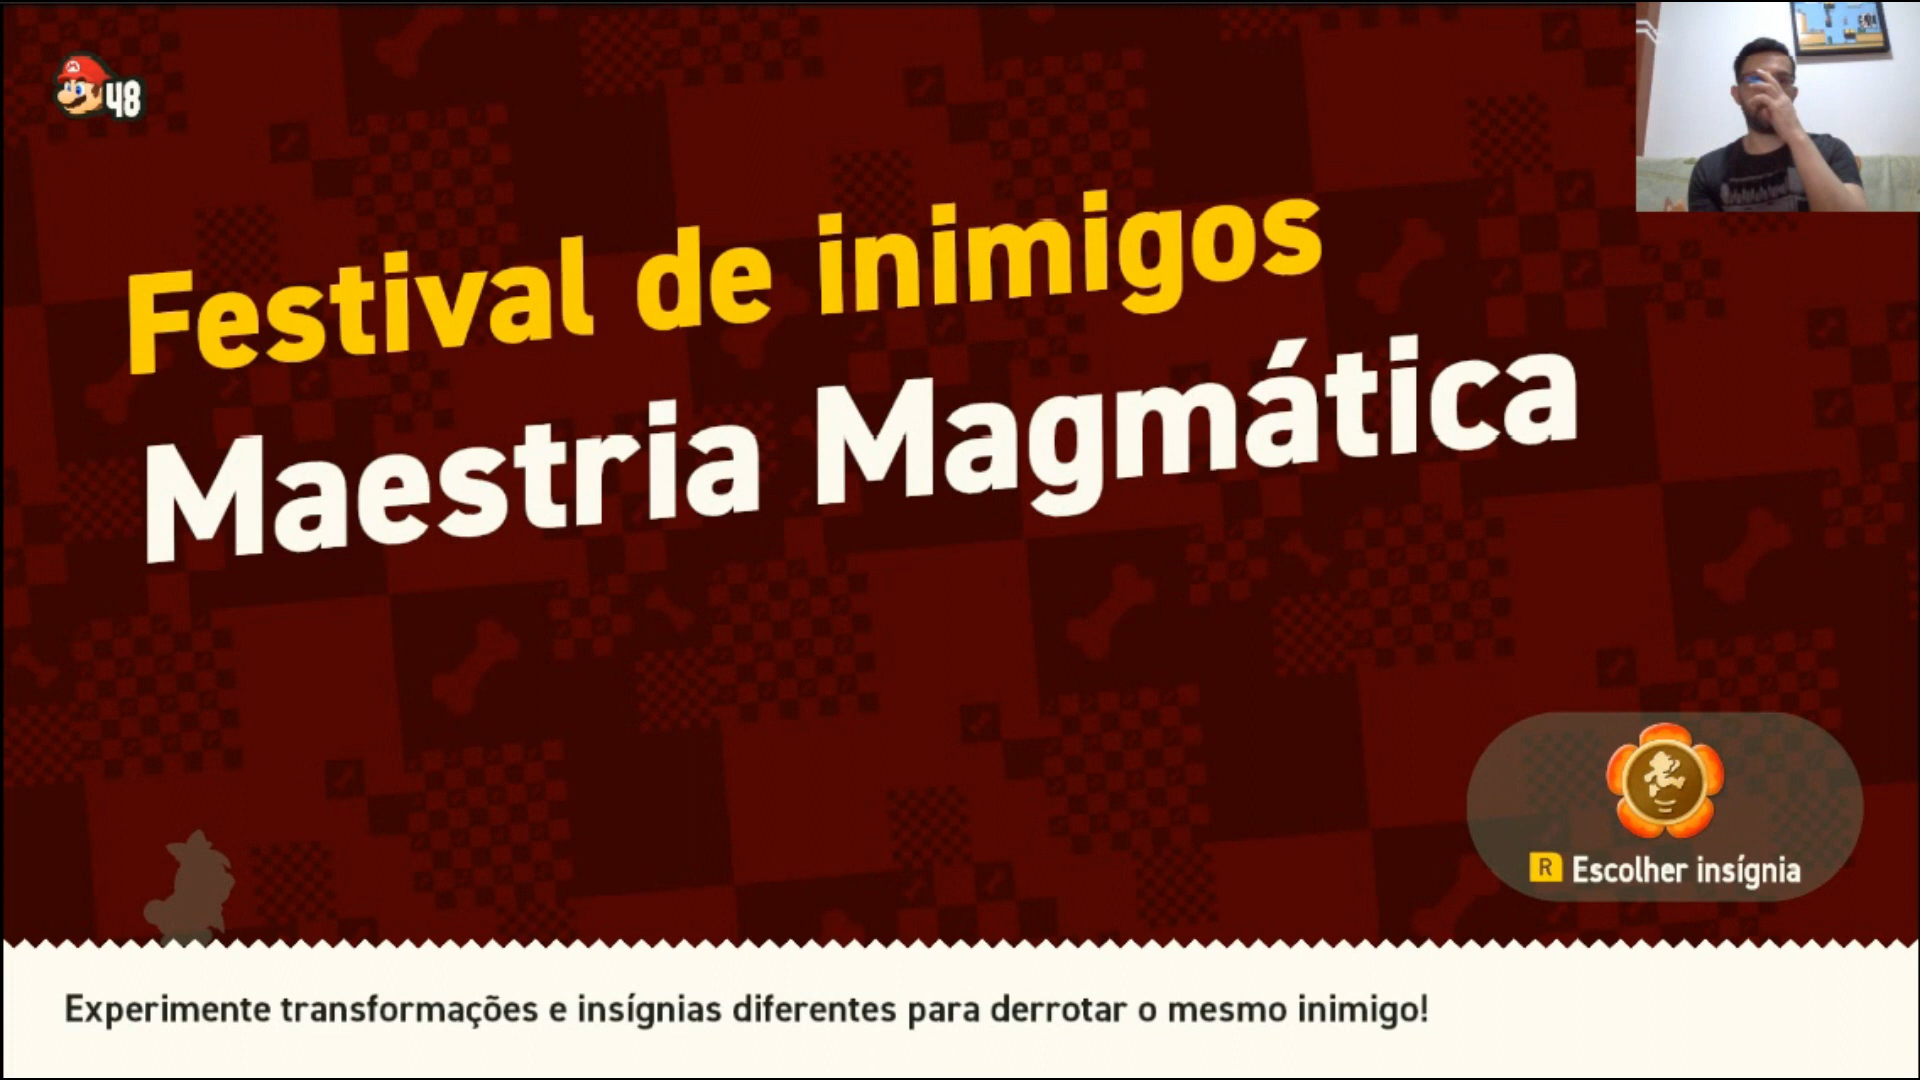 48
Festival de inimigos
Maestria Magmática
R Escolher insígnia
Experimente transformações e insígnias diferentes para derrotar o mesmo inimigo!